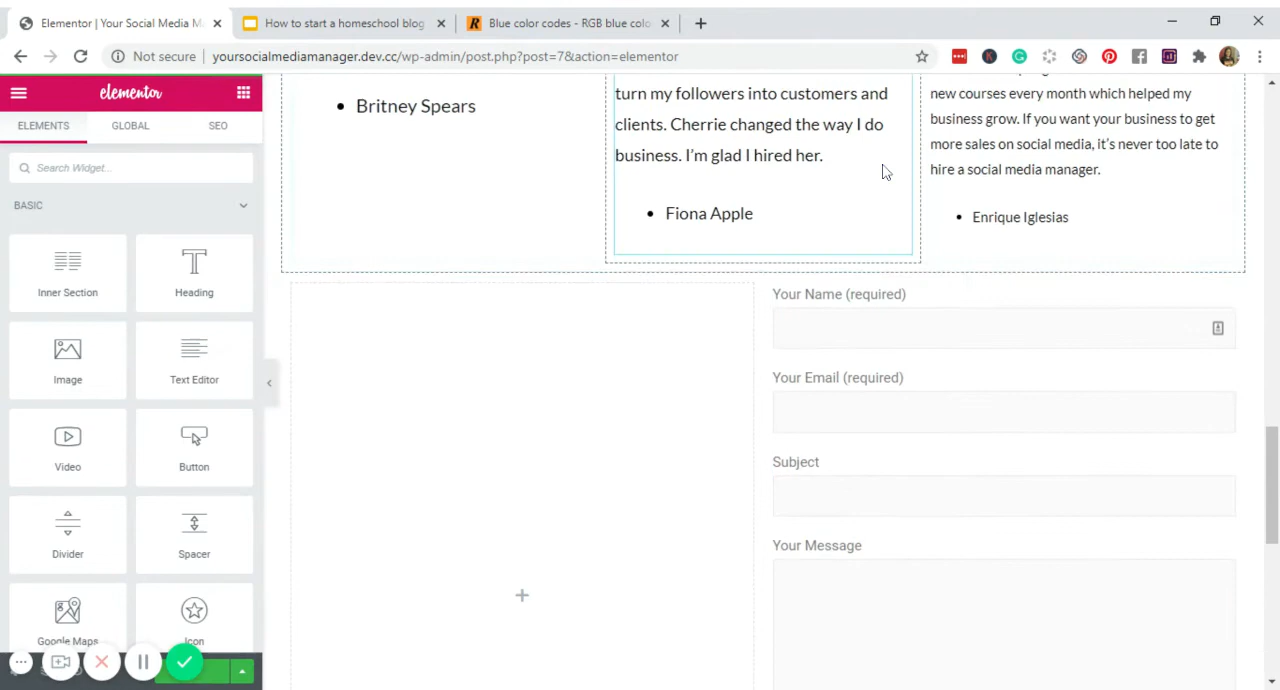 Elementor | Your Social Media M
How to start a homeschool blog
Blue color codes - RGB blue colo
Not secure
yoursocialmediamanager.dev.cc/wp-admin/post.php?post=7&action=elementor
elementor
ELEMENTS
GLOBAL
SEO
Search Widget...
BASIC
Inner Section
Heading
Image
Text Editor
Video
Button
Divider
Spacer
Google Maps
Icon
• Britney Spears
turn my followers into customers and
clients. Cherrie changed the way I do
business. I'm glad I hired her.
• Fiona Apple
new courses every month which helped my
business grow. If you want your business to get
more sales on social media, it's never too late to
hire a social media manager.
• Enrique Iglesias
Your Name (required)
Your Email (required)
Subject
Your Message